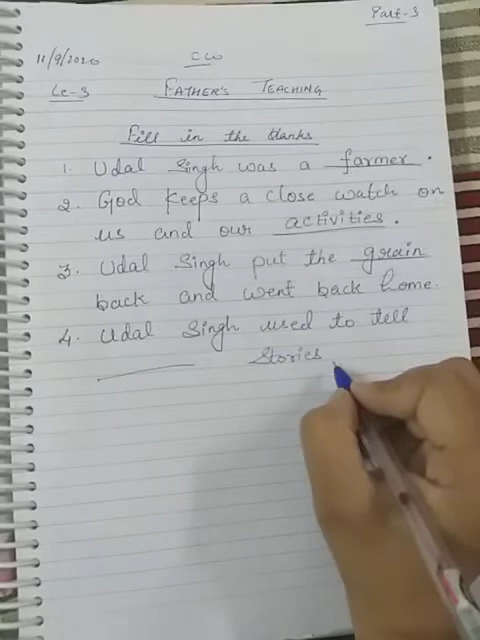 Part-3
11/9/2020 CW
Le-3 FATHER'S TEACHING
Fill in the blanks
1. Udal Singh was a farmer.
2. God keeps a close watch on
us and our activities.
3. Udal Singh put the grain
back and went back home.
4. Udal Singh used to tell
______ stories